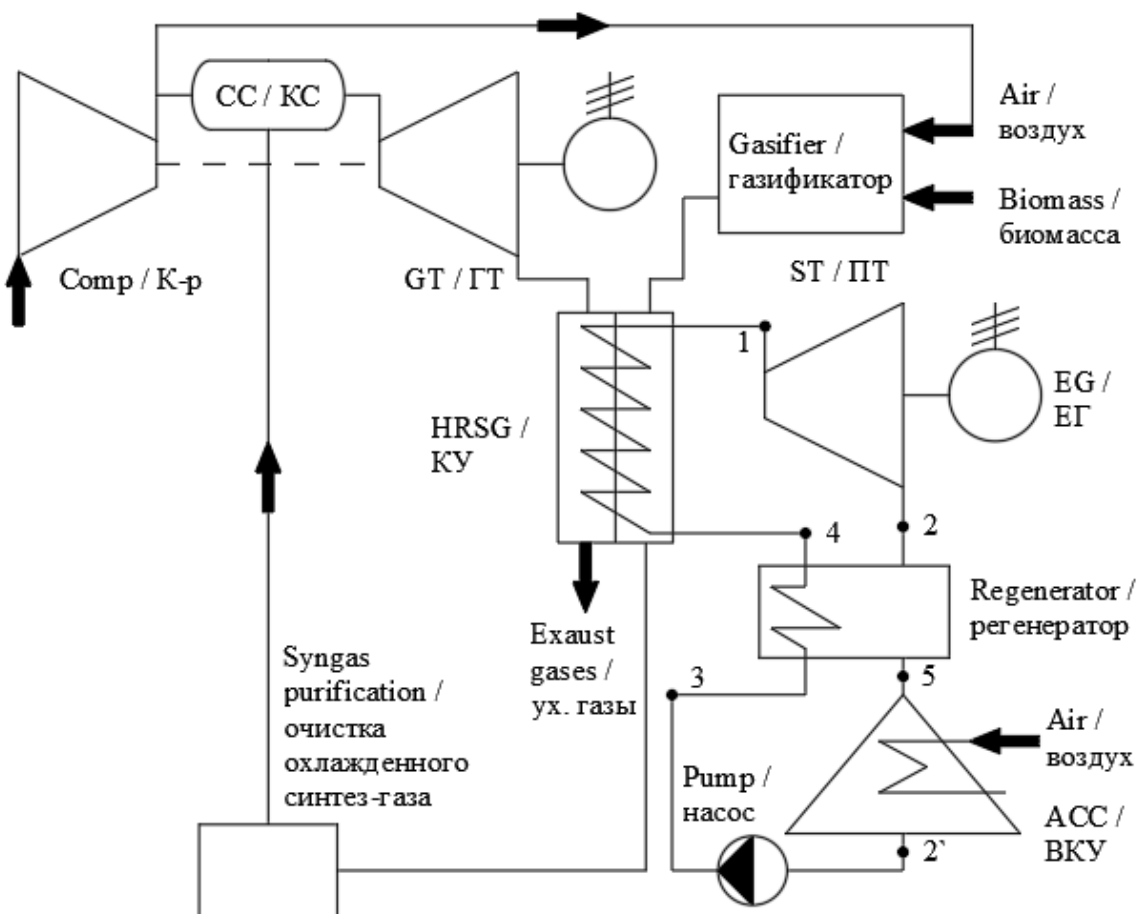 CC / КС
Air /
воздух
Gasifier /
газификатор
Biomass /
биомасса
Comp / К-р
GT / ГТ
ST / ПТ
1
EG /
ЕГ
HRSG /
КУ
4
2
Regenerator /
регенератор
Exaust
gases /
ух. газы
Syngas
purification /
очистка
охлажденного
синтез-газа
3
5
Air /
воздух
Pump /
насос
ACC /
ВКУ
2`